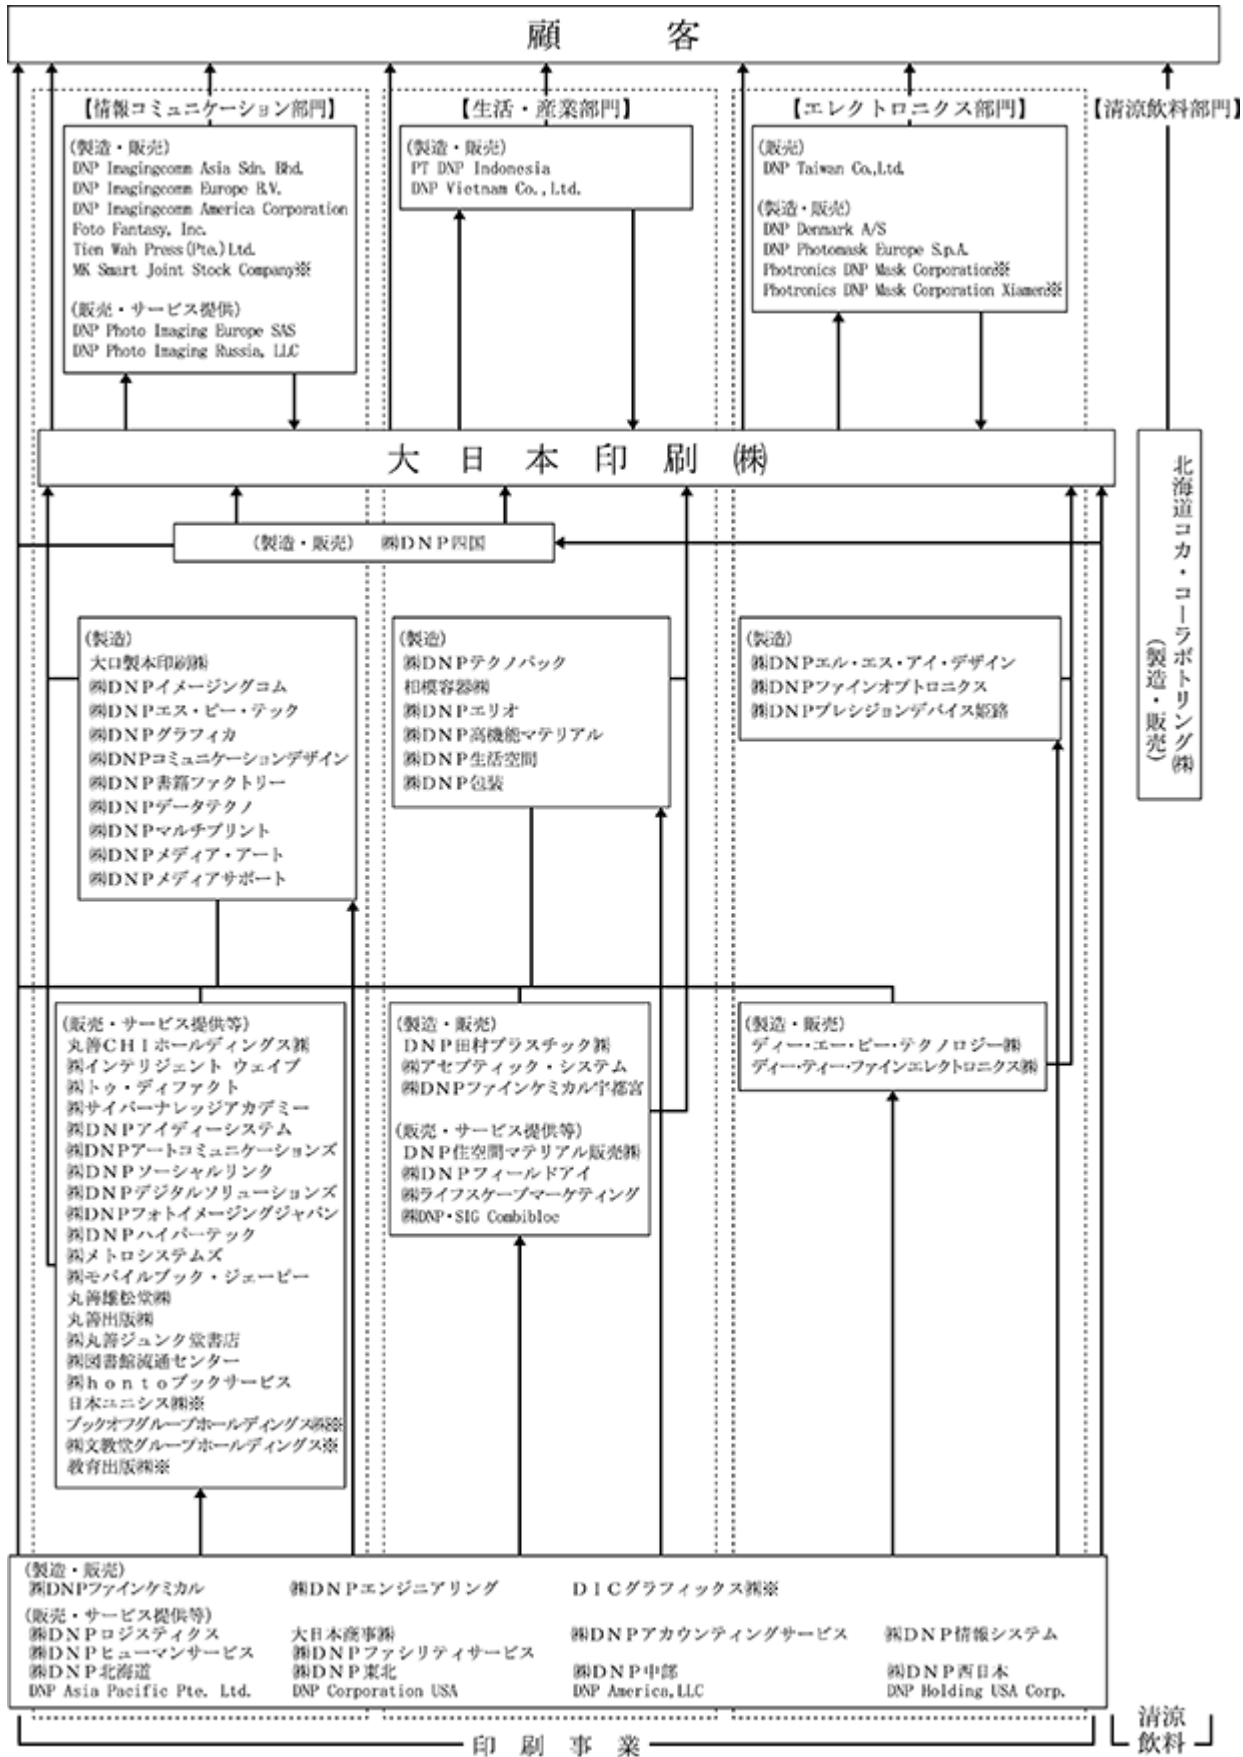 顧客
【情報コミュニケーション部門】
【生活・産業部門】
【エレクトロニクス部門】
【清涼飲料部門】
(製造・販売)
DNP Imagingcomm Asia Sdn. Bhd.
DNP Imagingcomm Europe B.V.
DNP Imagingcomm America Corporation
Foto Fantasy, Inc.
Tien Wah Press(Pte.)Ltd.
MK Smart Joint Stock Company※
(販売・サービス提供)
DNP Photo Imaging Europe SAS
DNP Photo Imaging Russia, LLC
(製造・販売)
PT DNP Indonesia
DNP Vietnam Co.,Ltd.
(販売)
DNP Taiwan Co.,Ltd.
(製造・販売)
DNP Denmark A/S
DNP Photomask Europe S.p.A.
Photronics DNP Mask Corporation※
Photronics DNP Mask Corporation Xiamen※
大日本印刷㈱
北海道コカ・コーラボトリング㈱
(製造・販売)
(製造・販売) ㈱DNP四国
(製造)
大口製本印刷㈱
㈱DNPイメージングコム
㈱DNPエス・ピー・テック
㈱DNPグラフィカ
㈱DNPコミュニケーションデザイン
㈱DNP書籍ファクトリー
㈱DNPデータテクノ
㈱DNPマルチプリント
㈱DNPメディア・アート
㈱DNPメディアサポート
(製造)
㈱DNPテクノパック
相模容器㈱
㈱DNPエリオ
㈱DNP高機能マテリアル
㈱DNP生活空間
㈱DNP包装
(製造)
㈱DNPエル・エス・アイ・デザイン
㈱DNPファインオプトロニクス
㈱DNPプレシジョンデバイス姫路
(販売・サービス提供等)
丸善CHIホールディングス㈱
㈱インテリジェント ウェイブ
㈱トゥ・ディファクト
㈱サイバーナレッジアカデミー
㈱DNPアイディーシステム
㈱DNPアートコミュニケーションズ
㈱DNPソーシャルリンク
㈱DNPデジタルソリューションズ
㈱DNPフォトイメージングジャパン
㈱DNPハイパーテック
㈱メトロシステムズ
㈱モバイルブック・ジェーピー
丸善雄松堂㈱
丸善出版㈱
㈱丸善ジュンク堂書店
㈱図書館流通センター
㈱hontoブックサービス
日本ユニシス㈱※
ブックオフグループホールディングス㈱※
㈱文教堂グループホールディングス※
教育出版㈱※
(製造・販売)
DNP田村プラスチック㈱
㈱アセプティック・システム
㈱DNPファインケミカル宇都宮
(販売・サービス提供等)
DNP住空間マテリアル販売㈱
㈱DNPフィールドアイ
㈱ライフスケープマーケティング
㈱DNP・SIG Combibloc
(製造・販売)
ディー・エー・ピー・テクノロジー㈱
ディー・ティー・ファインエレクトロニクス㈱
(製造・販売)
㈱DNPファインケミカル ㈱DNPエンジニアリング DICグラフィックス㈱※
(販売・サービス提供等)
㈱DNPロジスティクス 大日本商事㈱ ㈱DNPアカウンティングサービス ㈱DNP情報システム
㈱DNPヒューマンサービス ㈱DNPファシリティサービス
㈱DNP北海道 ㈱DNP東北 ㈱DNP中部 ㈱DNP西日本
DNP Asia Pacific Pte. Ltd. DNP Corporation USA DNP America,LLC DNP Holding USA Corp.
印刷事業
清涼
飲料